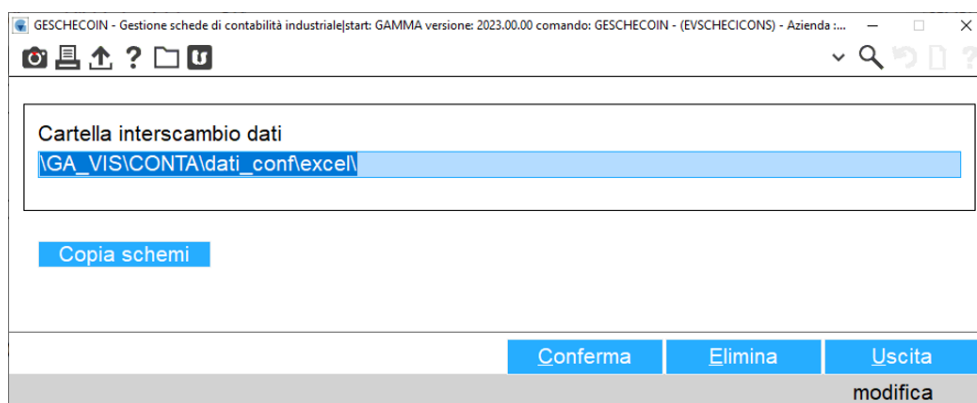 GESCHECOIN - Gestione schede di contabilità industriale|start: GAMMA versione: 2023.00.00 comando: GESCHECOIN - (EVSCHECICONS) - Azienda :...
Cartella interscambio dati
\GA_VIS\CONTA\dati_conf\excel\
Copia schemi
Conferma Elimina Uscita
modifica